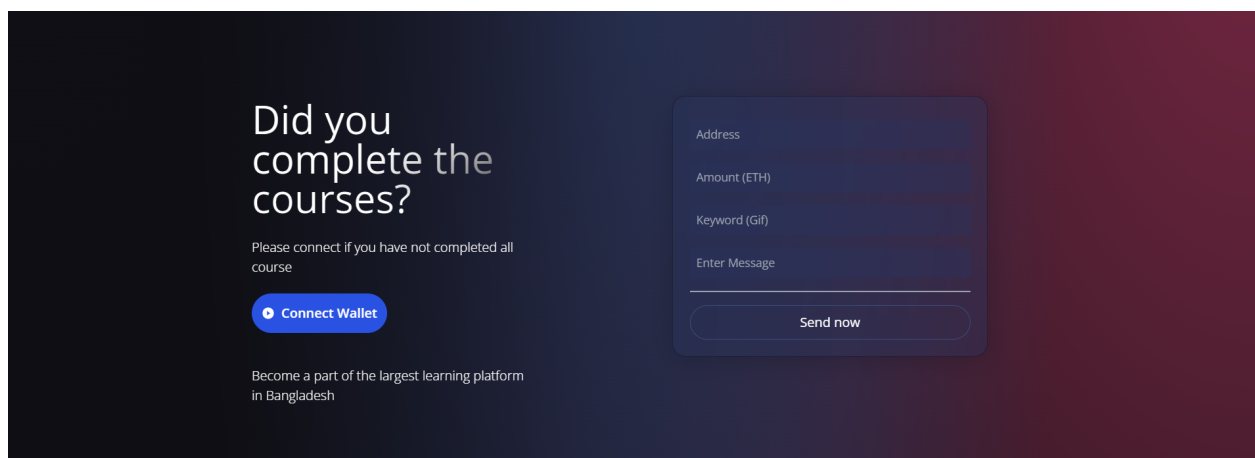 Did you
complete the
courses?
Please connect if you have not completed all
course
Connect Wallet
Become a part of the largest learning platform
in Bangladesh
Address
Amount (ETH)
Keyword (Gif)
Enter Message
Send now